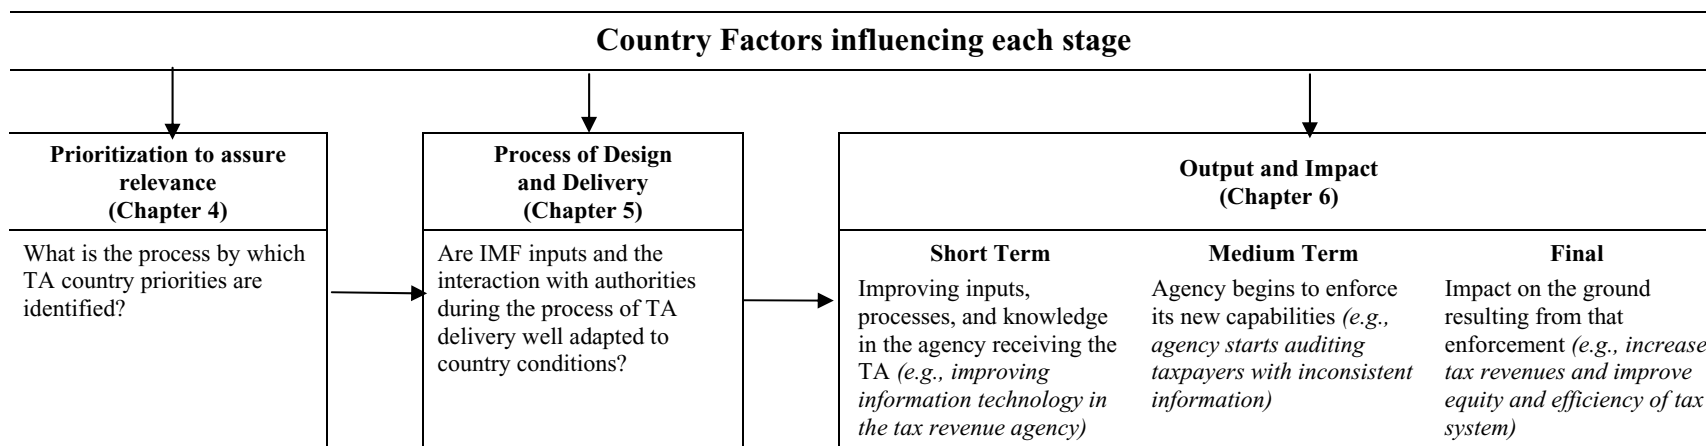 Country Factors influencing each stage
Prioritization to assure
relevance
(Chapter 4)
What is the process by which
TA country priorities are
identified?
Process of Design
and Delivery
(Chapter 5)
Are IMF inputs and the
interaction with authorities
during the process of TA
delivery well adapted to
country conditions?
Output and Impact
(Chapter 6)
Short Term
Improving inputs,
processes, and knowledge
in the agency receiving the
TA (e.g., improving
information technology in
the tax revenue agency)
Medium Term
Agency begins to enforce
its new capabilities (e.g.,
agency starts auditing
taxpayers with inconsistent
information)
Final
Impact on the ground
resulting from that
enforcement (e.g., increase
tax revenues and improve
equity and efficiency of tax
system)